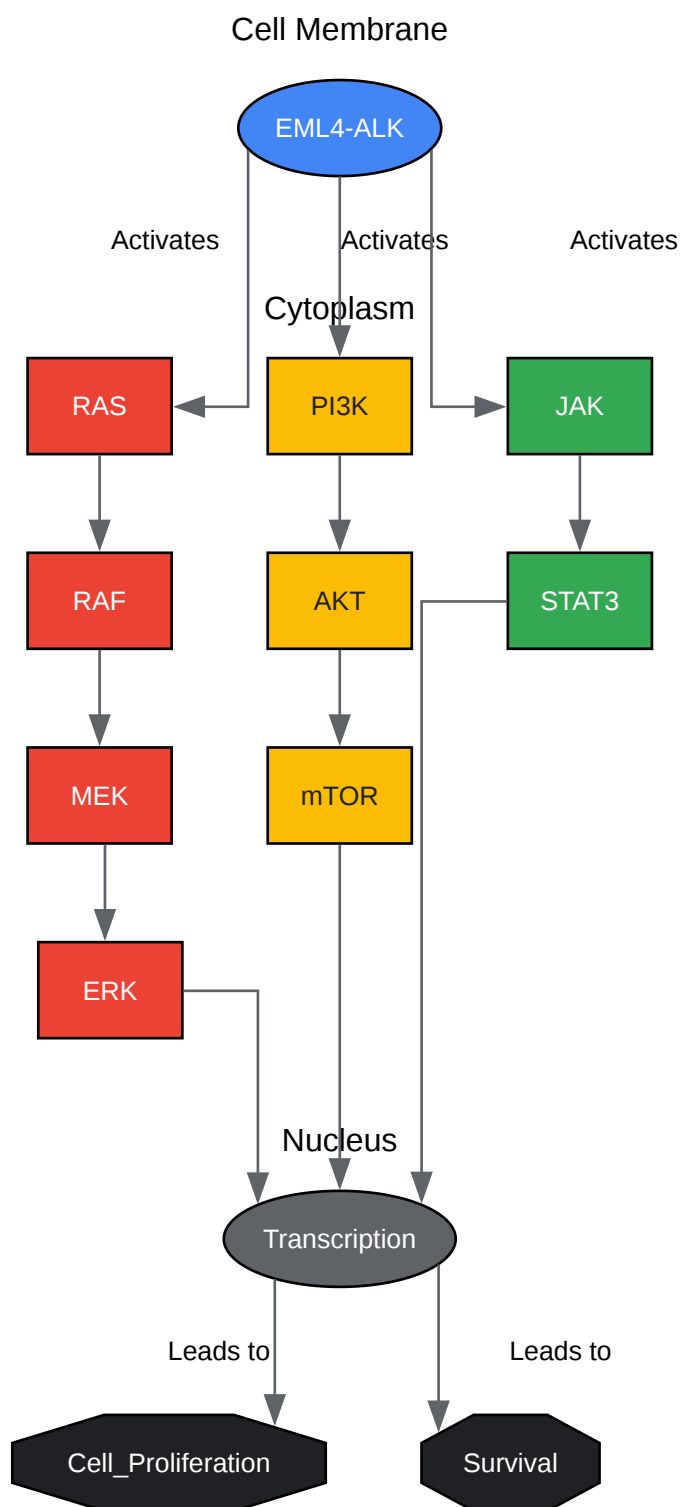 Cell Membrane
EML4-ALK
Activates
Activates
Activates
Cytoplasm
RAS
PI3K
JAK
RAF
AKT
STAT3
MEK
mTOR
ERK
Nucleus
Transcription
Leads to
Leads to
Cell_Proliferation
Survival